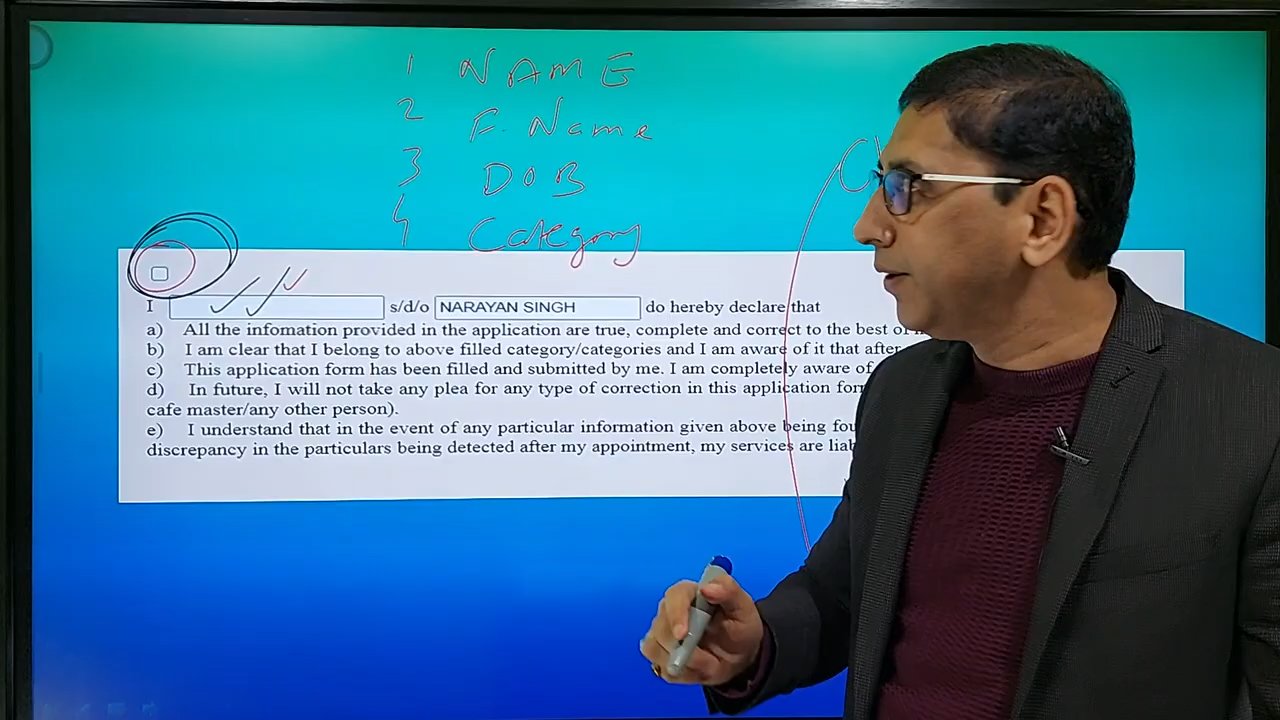 1 NAME
2 F. Name
3 DOB
4 Category
I s/d/o NARAYAN SINGH do hereby declare that
a) All the infomation provided in the application are true, complete and correct to the best of
b) I am clear that I belong to above filled category/categories and I am aware of it that after
c) This application form has been filled and submitted by me. I am completely aware of
d) In future, I will not take any plea for any type of correction in this application for
cafe master/any other person).
e) I understand that in the event of any particular information given above being fou
discrepancy in the particulars being detected after my appointment, my services are liab